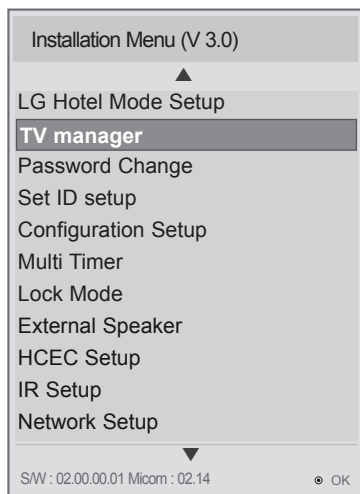 Installation Menu (V 3.0)
LG Hotel Mode Setup
TV manager
Password Change
Set ID setup
Configuration Setup
Multi Timer
Lock Mode
External Speaker
HCEC Setup
IR Setup
Network Setup
S/W : 02.00.00.01 Micom : 02.14 OK